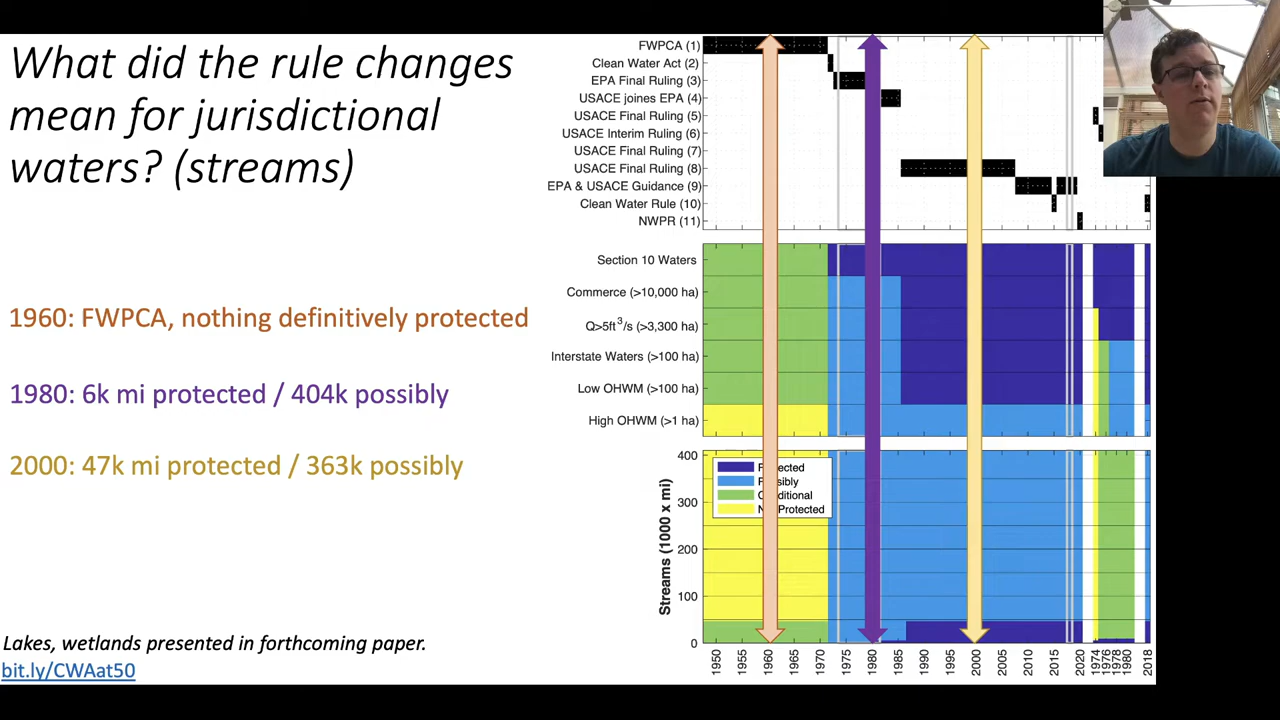 What did the rule changes
mean for jurisdictional
waters? (streams)
1960: FWPCA, nothing definitively protected
1980: 6k mi protected / 404k possibly
2000: 47k mi protected / 363k possibly
Lakes, wetlands presented in forthcoming paper.
bit.ly/CWAat50
FWPCA (1)
Clean Water Act (2)
EPA Final Ruling (3)
USACE joines EPA (4)
USACE Final Ruling (5)
USACE Interim Ruling (6)
USACE Final Ruling (7)
USACE Final Ruling (8)
EPA & USACE Guidance (9)
Clean Water Rule (10)
NWPR (11)
Section 10 Waters
Commerce (>10,000 ha)
Q>5ft³/s (>3,300 ha)
Interstate Waters (>100 ha)
Low OHWM (>100 ha)
High OHWM (>1 ha)
Streams (1000 x mi)
400
300
200
100
0
1950 1955 1960 1965 1970 1975 1980 1985 1990 1995 2000 2005 2010 2015 2020 1974 1976 1978 1980 2018